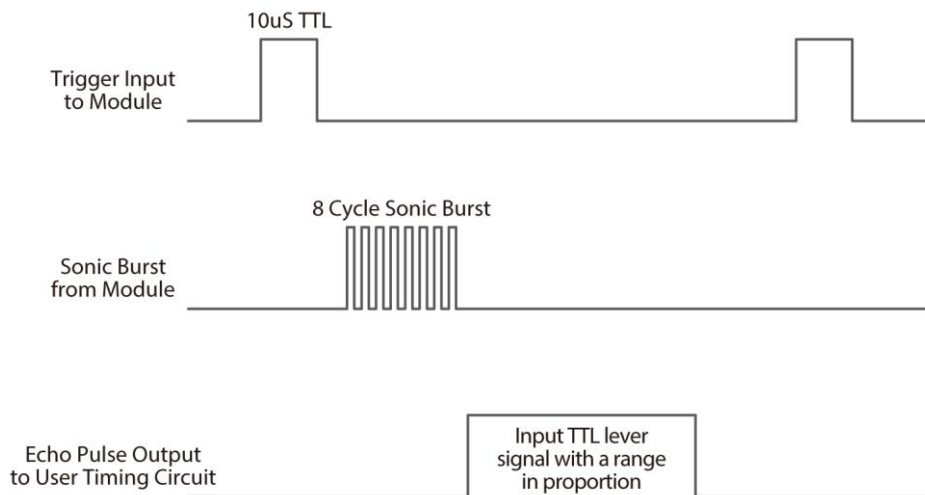 10uS TTL
Trigger Input
to Module
8 Cycle Sonic Burst
Sonic Burst
from Module
Echo Pulse Output
to User Timing Circuit
Input TTL lever
signal with a range
in proportion